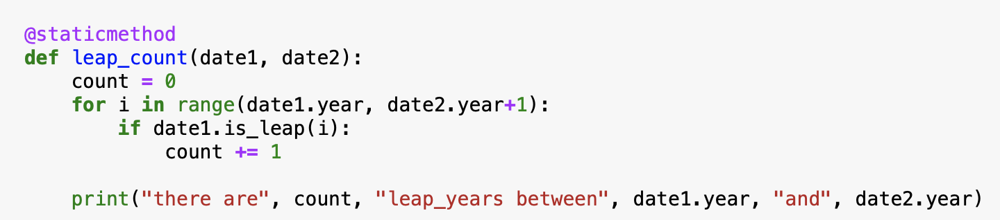 @staticmethod
def leap_count(date1, date2):
    count = 0
    for i in range(date1.year, date2.year+1):
        if date1.is_leap(i):
            count += 1
    print("there are", count, "leap_years between", date1.year, "and", date2.year)